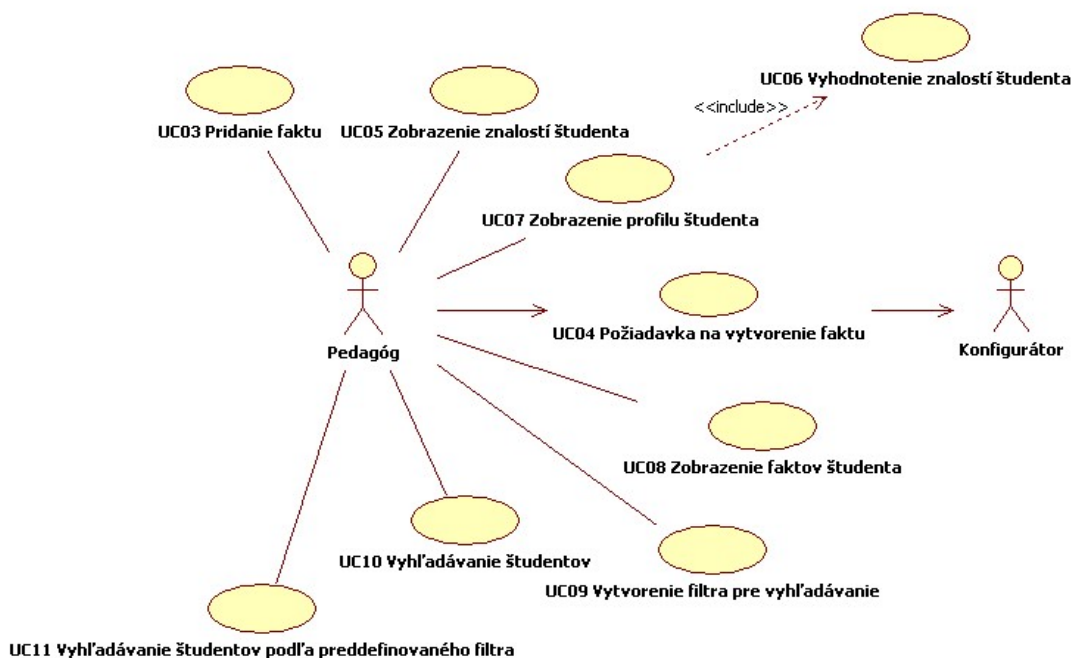 UC06 Vyhodnotenie znalostí študenta
<<include>>
UC03 Pridanie faktu
UC05 Zobrazenie znalostí študenta
UC07 Zobrazenie profilu študenta
UC04 Požiadavka na vytvorenie faktu
Pedagóg
Konfigurátor
UC08 Zobrazenie faktov študenta
UC10 Vyhľadávanie študentov
UC09 Vytvorenie filtra pre vyhľadávanie
UC11 Vyhľadávanie študentov podľa preddefinovaného filtra